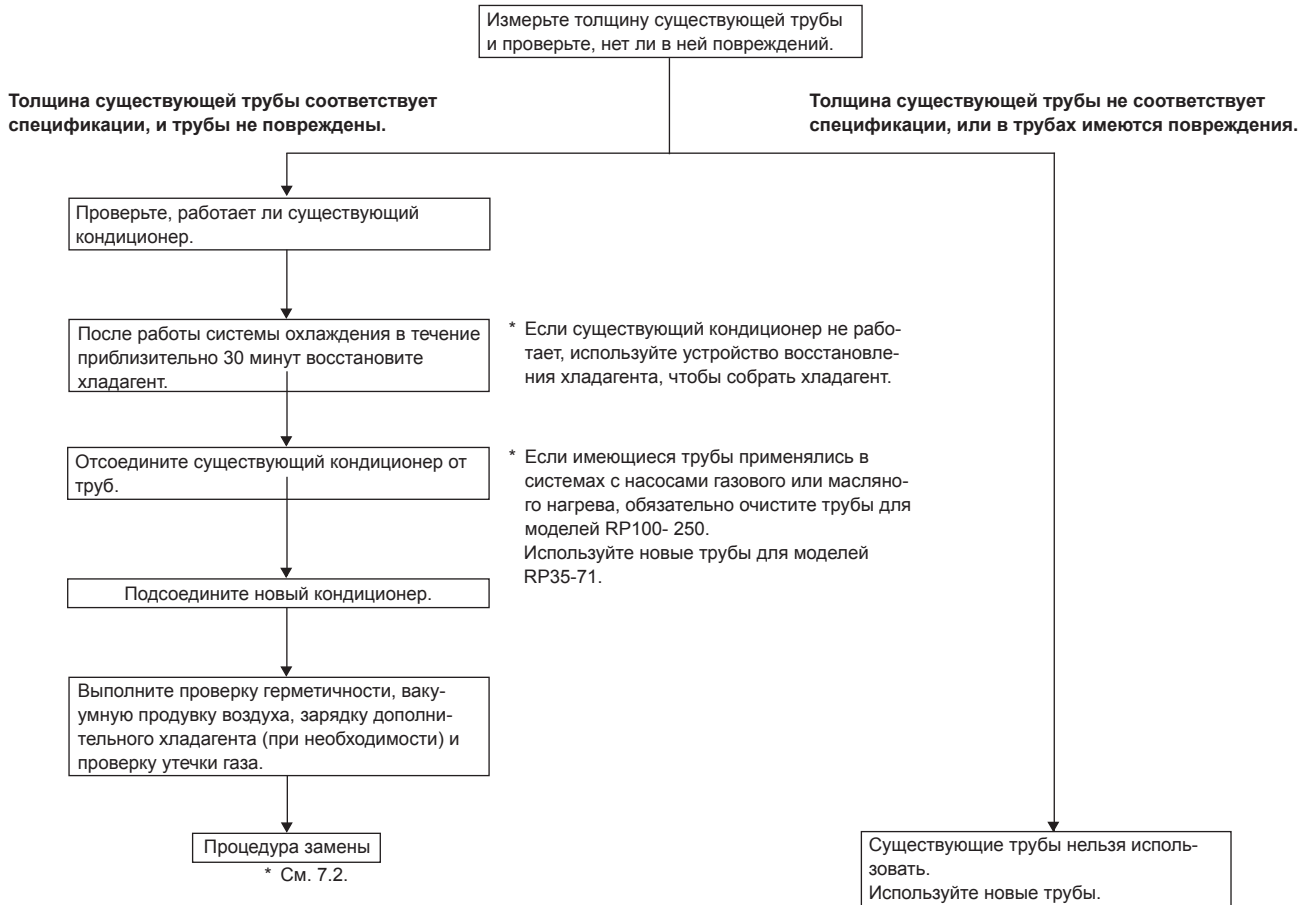 Измерьте толщину существующей трубы
и проверьте, нет ли в ней повреждений.
Толщина существующей трубы соответствует
спецификации, и трубы не повреждены.
Толщина существующей трубы не соответствует
спецификации, или в трубах имеются повреждения.
Проверьте, работает ли существующий
кондиционер.
После работы системы охлаждения в течение
приблизительно 30 минут восстановите
хладагент.
* Если существующий кондиционер не рабо-
тает, используйте устройство восстановле-
ния хладагента, чтобы собрать хладагент.
Отсоедините существующий кондиционер от
труб.
* Если имеющиеся трубы применялись в
системах с насосами газового или масляно-
го нагрева, обязательно очистите трубы для
моделей RP100- 250.
Используйте новые трубы для моделей
RP35-71.
Подсоедините новый кондиционер.
Выполните проверку герметичности, ваку-
умную продувку воздуха, зарядку дополни-
тельного хладагента (при необходимости) и
проверку утечки газа.
Процедура замены
* См. 7.2.
Существующие трубы нельзя исполь-
зовать.
Используйте новые трубы.